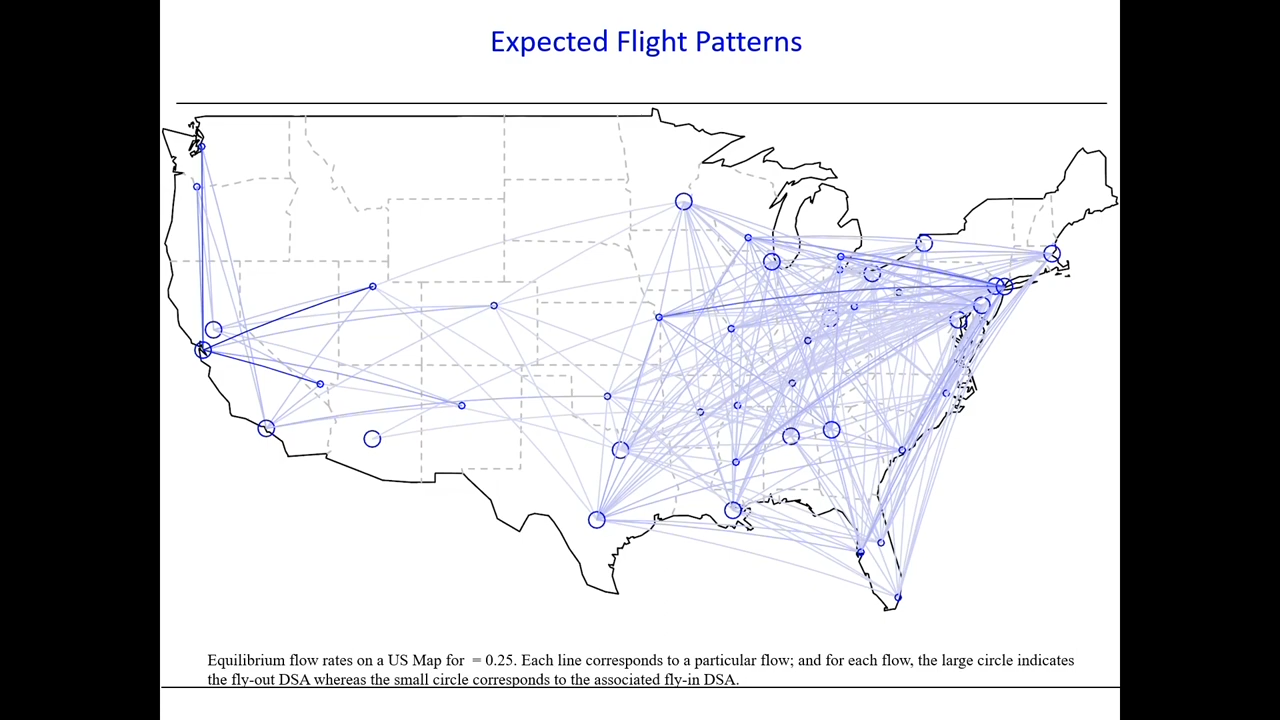 Expected Flight Patterns
Equilibrium flow rates on a US Map for = 0.25. Each line corresponds to a particular flow; and for each flow, the large circle indicates
the fly-out DSA whereas the small circle corresponds to the associated fly-in DSA.